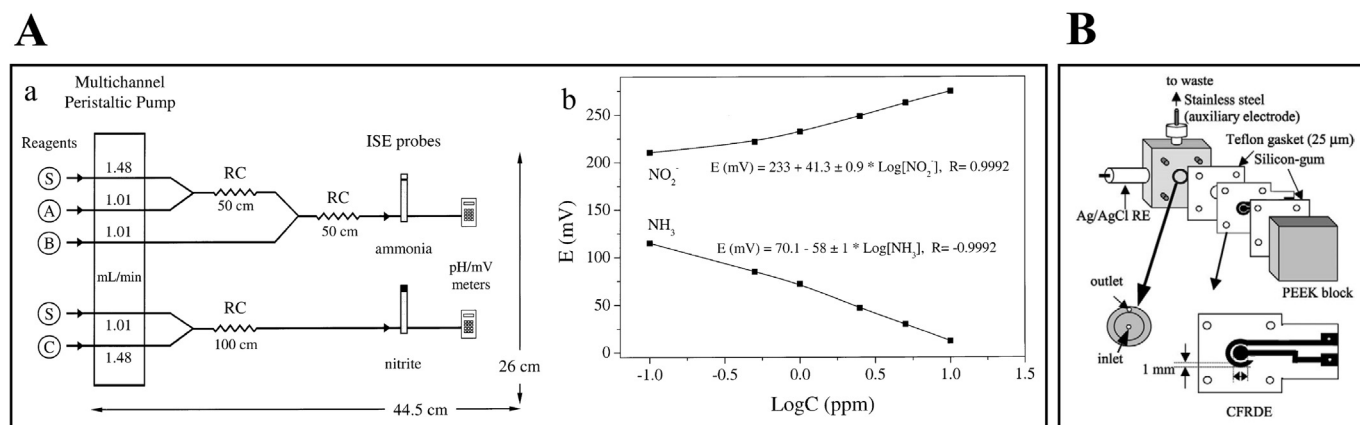 A
B
a
Multichannel
Peristaltic Pump
Reagents
ISE probes
S
1.48
RC
50 cm
A
1.01
RC
50 cm
B
1.01
ammonia
mL/min
pH/mV
meters
S
1.01
RC
100 cm
C
1.48
nitrite
26 cm
44.5 cm
b
E (mV)
250
200
150
100
50
0
NO₂⁻
E (mV) = 233 + 41.3 ± 0.9 * Log[NO₂⁻], R= 0.9992
NH₃
E (mV) = 70.1 - 58 ± 1 * Log[NH₃], R= -0.9992
-1.0
-0.5
0.0
0.5
1.0
1.5
LogC (ppm)
to waste
Stainless steel
(auxiliary electrode)
Teflon gasket (25 µm)
Silicon-gum
Ag/AgCl RE
PEEK block
outlet
inlet
1 mm
CFRDE